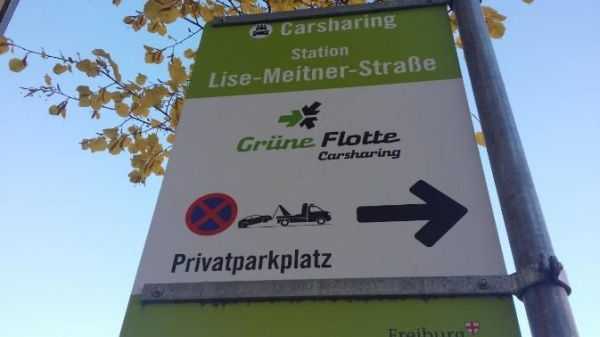 Carsharing
Station
Lise-Meitner-Straße
Grüne Flotte
Carsharing
Privatparkplatz
Freiburg